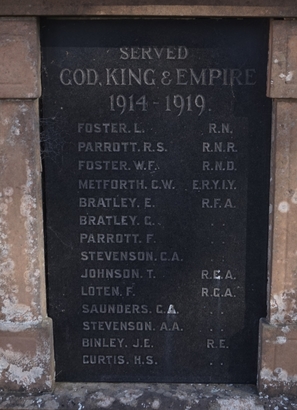 SERVED
GOD, KING & EMPIRE
1914 - 1919.
FOSTER. L. R.N.
PARROTT. R.S. R.N.R.
FOSTER. W.F. R.N.D.
METFORTH. C.W. E.R.Y.I.Y.
BRATLEY. E. R.F.A.
BRATLEY. G. . .
PARROTT. F. . .
STEVENSON. C.A. . .
JOHNSON. T. R.G.A.
LOTEN. F. R.G.A.
SAUNDERS. G.A. . .
STEVENSON. A.A. . .
BINLEY. J.E. R.E.
CURTIS. H.S. . .